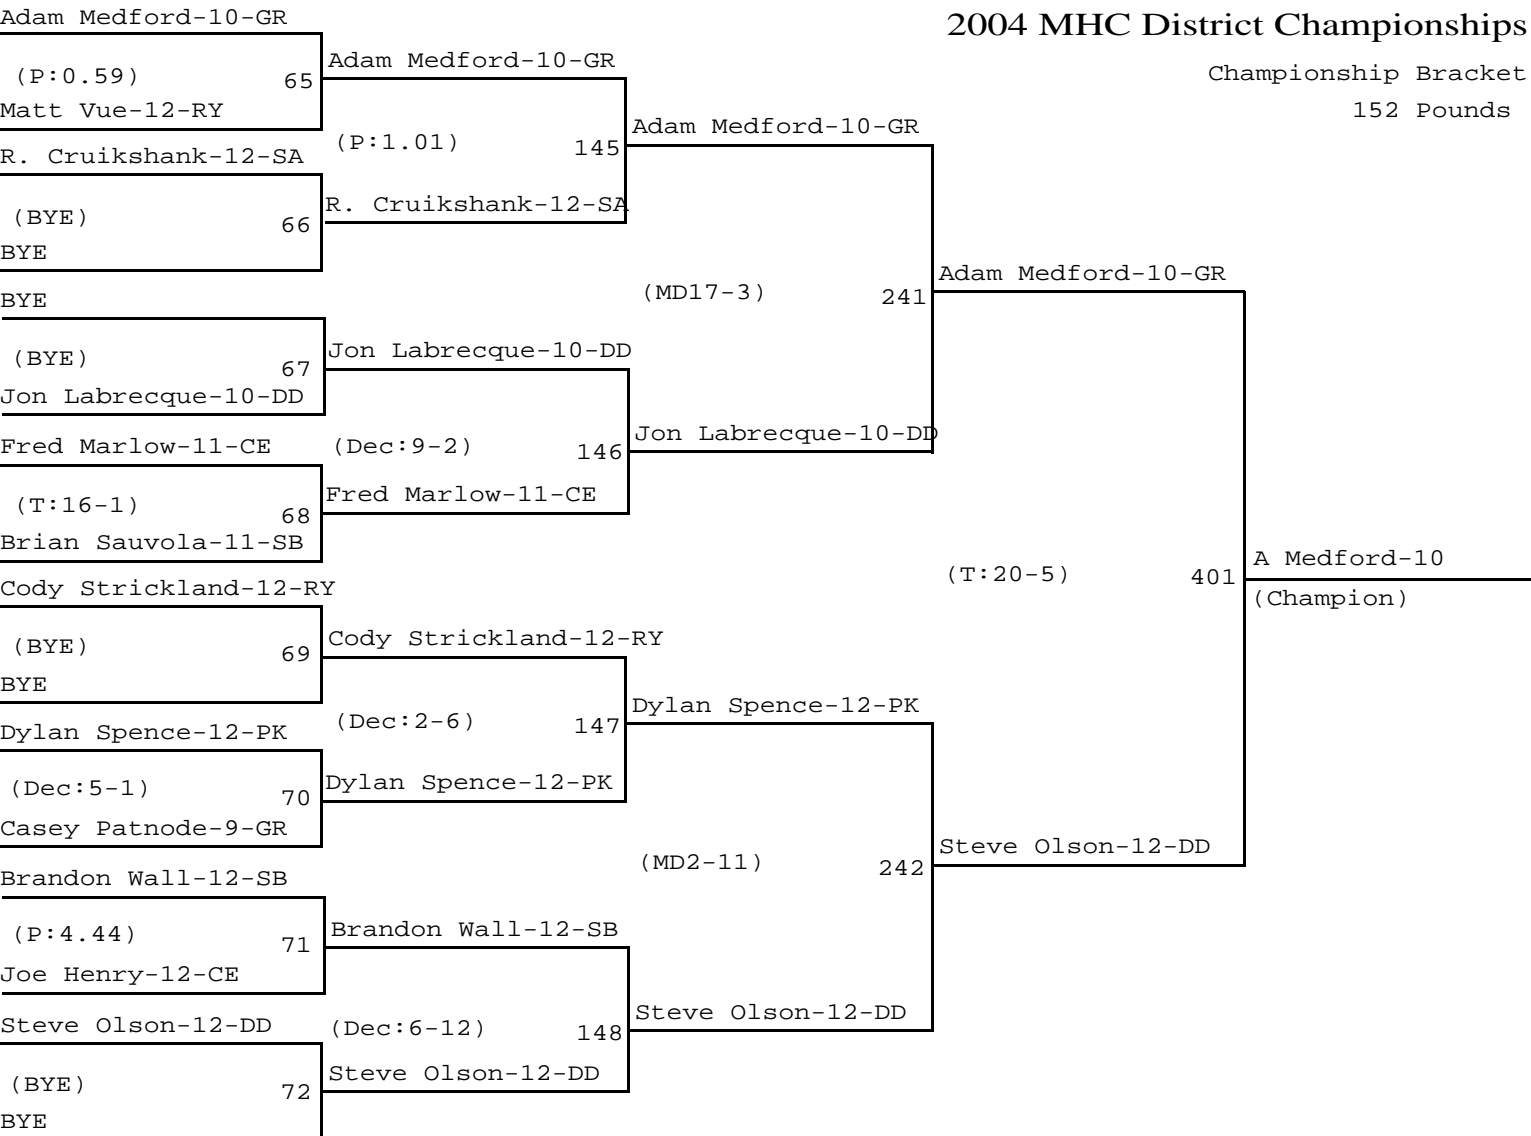 2004 MHC District Championships
Championship Bracket
152 Pounds
Adam Medford-10-GR
(P:0.59)
65
Matt Vue-12-RY
R. Cruikshank-12-SA
(BYE)
66
BYE
BYE
(BYE)
67
Jon Labrecque-10-DD
Fred Marlow-11-CE
(T:16-1)
68
Brian Sauvola-11-SB
Cody Strickland-12-RY
(BYE)
69
BYE
Dylan Spence-12-PK
(Dec:5-1)
70
Casey Patnode-9-GR
Brandon Wall-12-SB
(P:4.44)
71
Joe Henry-12-CE
Steve Olson-12-DD
(BYE)
72
BYE
Adam Medford-10-GR
(P:1.01)
145
R. Cruikshank-12-SA
Jon Labrecque-10-DD
(Dec:9-2)
146
Fred Marlow-11-CE
Cody Strickland-12-RY
(Dec:2-6)
147
Dylan Spence-12-PK
Brandon Wall-12-SB
(Dec:6-12)
148
Steve Olson-12-DD
Adam Medford-10-GR
(MD17-3)
241
Jon Labrecque-10-DD
Dylan Spence-12-PK
(MD2-11)
242
Steve Olson-12-DD
Adam Medford-10-GR
(T:20-5)
401
Steve Olson-12-DD
A Medford-10
(Champion)